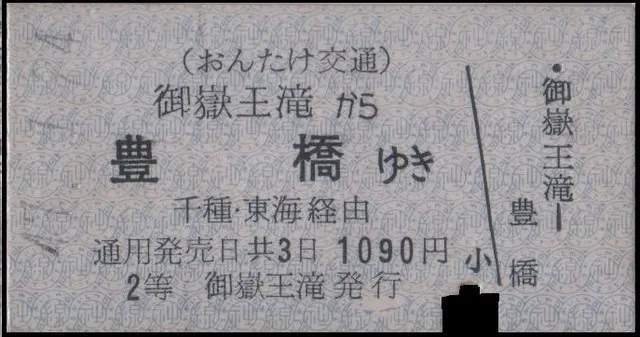 (おんたけ交通)
御嶽王滝 から
豊橋 ゆき
千種・東海経由
通用発売日共3日 1090円
2等 御嶽王滝発行
・御嶽王滝ー
豊橋
小